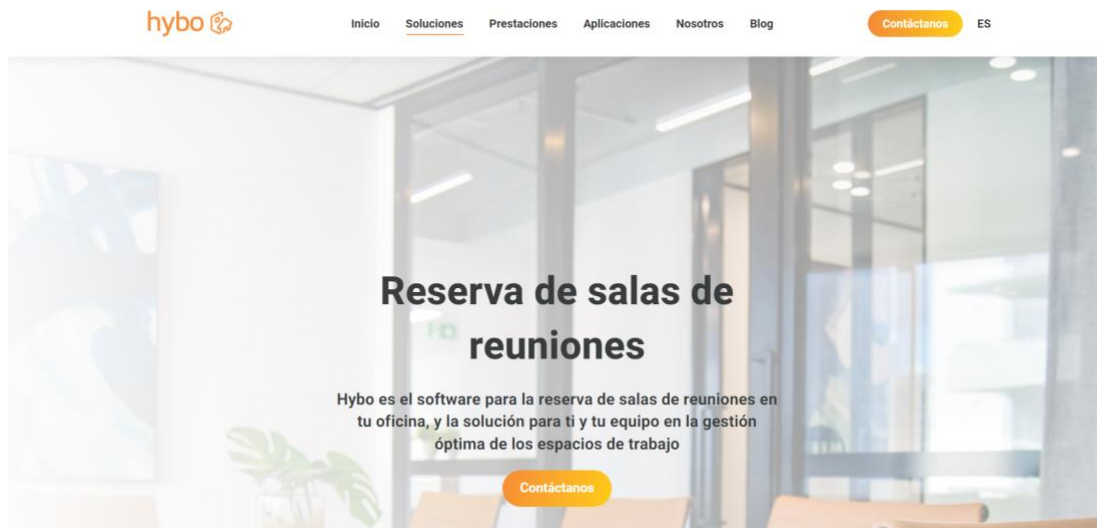 hybo
Inicio Soluciones Prestaciones Aplicaciones Nosotros Blog Contáctanos ES
Reserva de salas de
reuniones
Hybo es el software para la reserva de salas de reuniones en
tu oficina, y la solución para ti y tu equipo en la gestión
óptima de los espacios de trabajo
Contáctanos